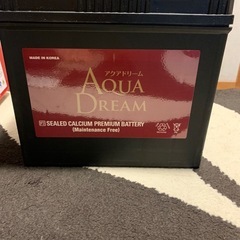 MADE IN KOREA
アクアドリーム
AQUA
DREAM
SEALED CALCIUM PREMIUM BATTERY
(Maintenance Free)